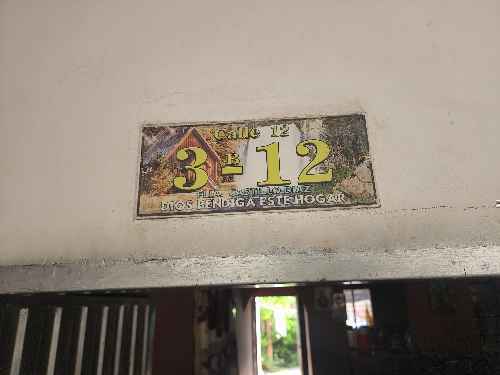 Calle 12
3B-12
DIOS BENDIGA ESTE HOGAR